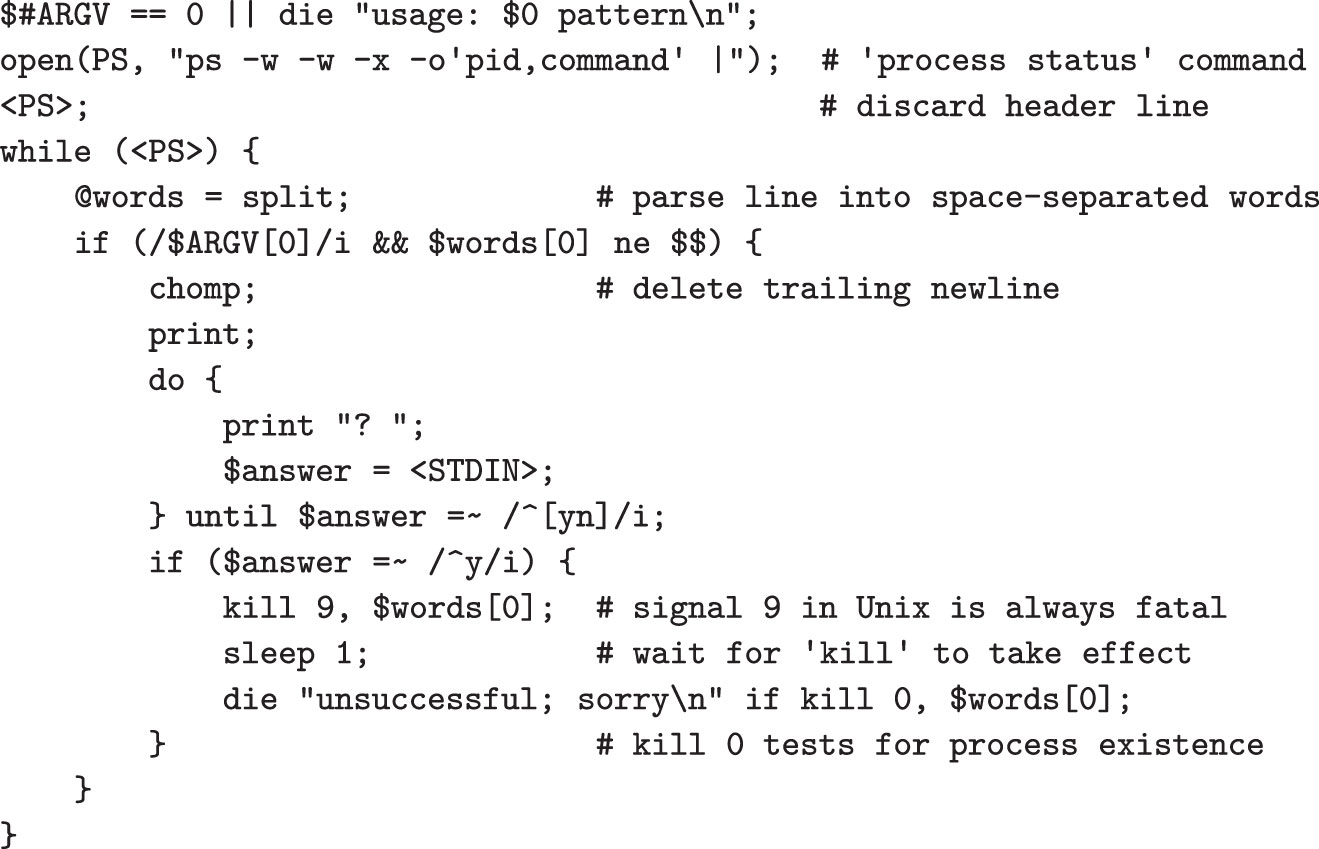 $#ARGV == 0 || die "usage: $0 pattern\n";
open(PS, "ps -w -w -x -o'pid,command' |");  # 'process status' command
<PS>;                                       # discard header line
while (<PS>) {
    @words = split;             # parse line into space-separated words
    if (/$ARGV[0]/i && $words[0] ne $$) {
        chomp;                  # delete trailing newline
        print;
        do {
            print "? ";
            $answer = <STDIN>;
        } until $answer =~ /^[yn]/i;
        if ($answer =~ /^y/i) {
            kill 9, $words[0];  # signal 9 in Unix is always fatal
            sleep 1;            # wait for 'kill' to take effect
            die "unsuccessful; sorry\n" if kill 0, $words[0];
        }                       # kill 0 tests for process existence
    }
}